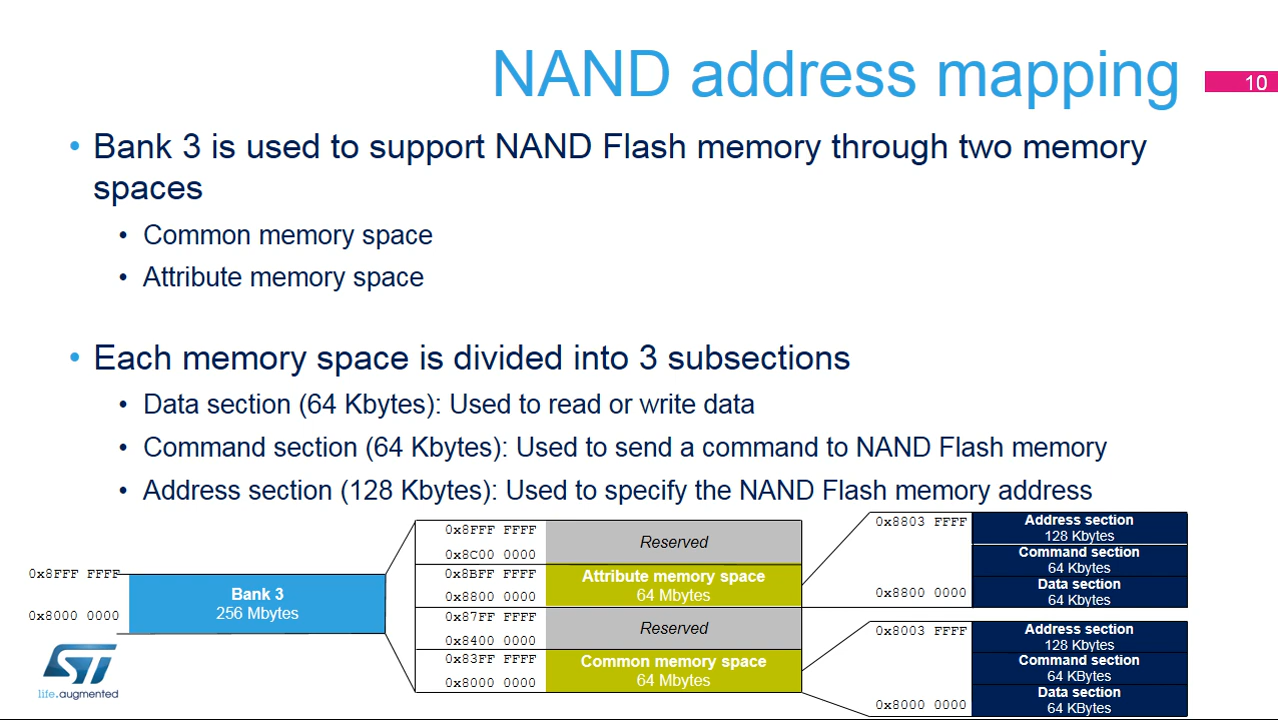 NAND address mapping
10
• Bank 3 is used to support NAND Flash memory through two memory
spaces
• Common memory space
• Attribute memory space
• Each memory space is divided into 3 subsections
• Data section (64 Kbytes): Used to read or write data
• Command section (64 Kbytes): Used to send a command to NAND Flash memory
• Address section (128 Kbytes): Used to specify the NAND Flash memory address
0x8FFF FFFF
0x8000 0000
Bank 3
256 Mbytes
0x8FFF FFFF
0x8C00 0000
Reserved
0x8BFF FFFF
0x8800 0000
Attribute memory space
64 Mbytes
0x87FF FFFF
0x8400 0000
Reserved
0x83FF FFFF
0x8000 0000
Common memory space
64 Mbytes
0x8803 FFFF
0x8800 0000
Address section
128 Kbytes
Command section
64 Kbytes
Data section
64 Kbytes
0x8003 FFFF
0x8000 0000
Address section
128 Kbytes
Command section
64 KBytes
Data section
64 KBytes
ST
life.augmented